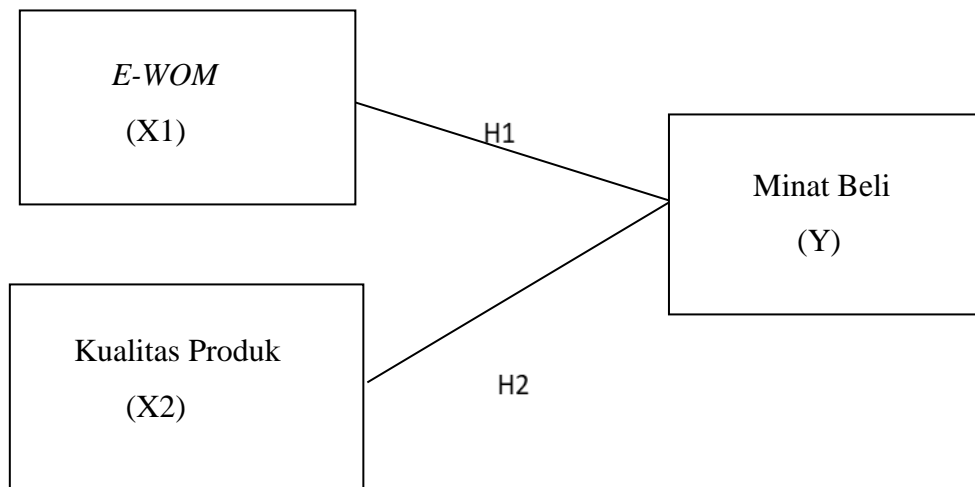 E-WOM
(X1)
H1
Minat Beli
(Y)
Kualitas Produk
(X2)
H2